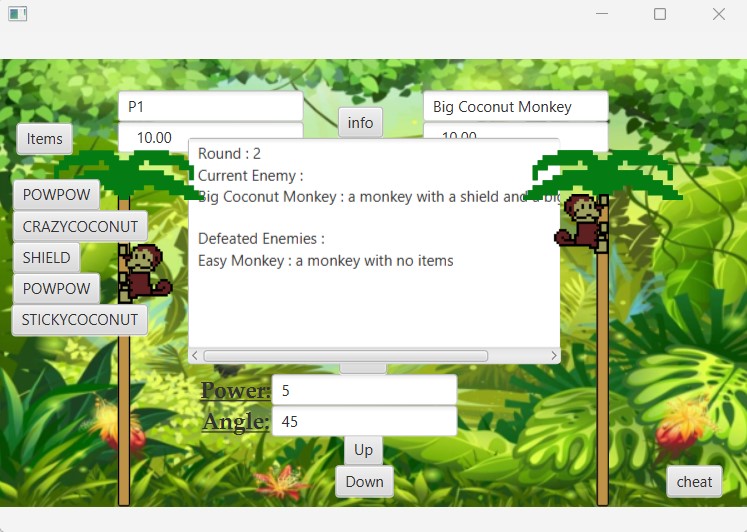 P1
Big Coconut Monkey
info
Items
10.00
10.00
Round : 2
Current Enemy :
Big Coconut Monkey : a monkey with a shield and a
Defeated Enemies :
Easy Monkey : a monkey with no items
POWPOW
CRAZYCOCONUT
SHIELD
POWPOW
STICKYCOCONUT
Power: 5
Angle: 45
Up
Down
cheat